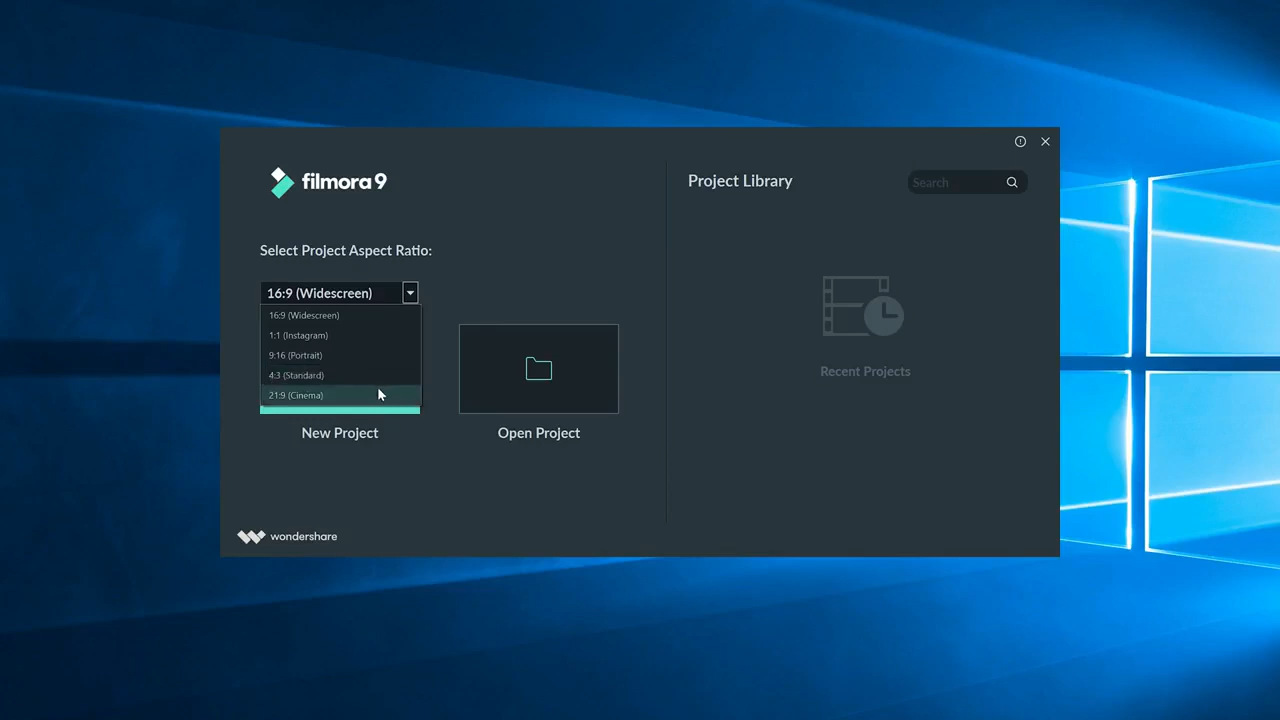 filmora 9
Select Project Aspect Ratio:
16:9 (Widescreen)
16:9 (Widescreen)
1:1 (Instagram)
9:16 (Portrait)
4:3 (Standard)
21:9 (Cinema)
New Project
Open Project
wondershare
Project Library
Search
Recent Projects